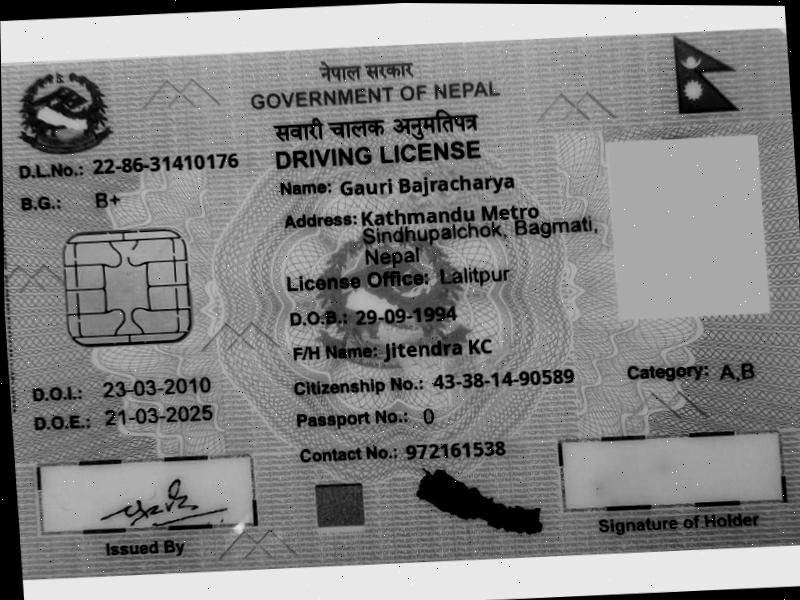 नेपाल सरकार
GOVERNMENT OF NEPAL
सवारी चालक अनुमतिपत्र
DRIVING LICENSE
D.L.No.: 22-86-31410176
B.G.: B+
Name: Gauri Bajracharya
Address: Kathmandu Metro
Sindhupalchok, Bagmati,
Nepal
License Office: Lalitpur
D.O.B.: 29-09-1994
F/H Name: Jitendra KC
Citizenship No.: 43-38-14-90589
Category: A,B
D.O.I.: 23-03-2010
D.O.E.: 21-03-2025
Passport No.: 0
Contact No.: 972161538
Issued By
Signature of Holder